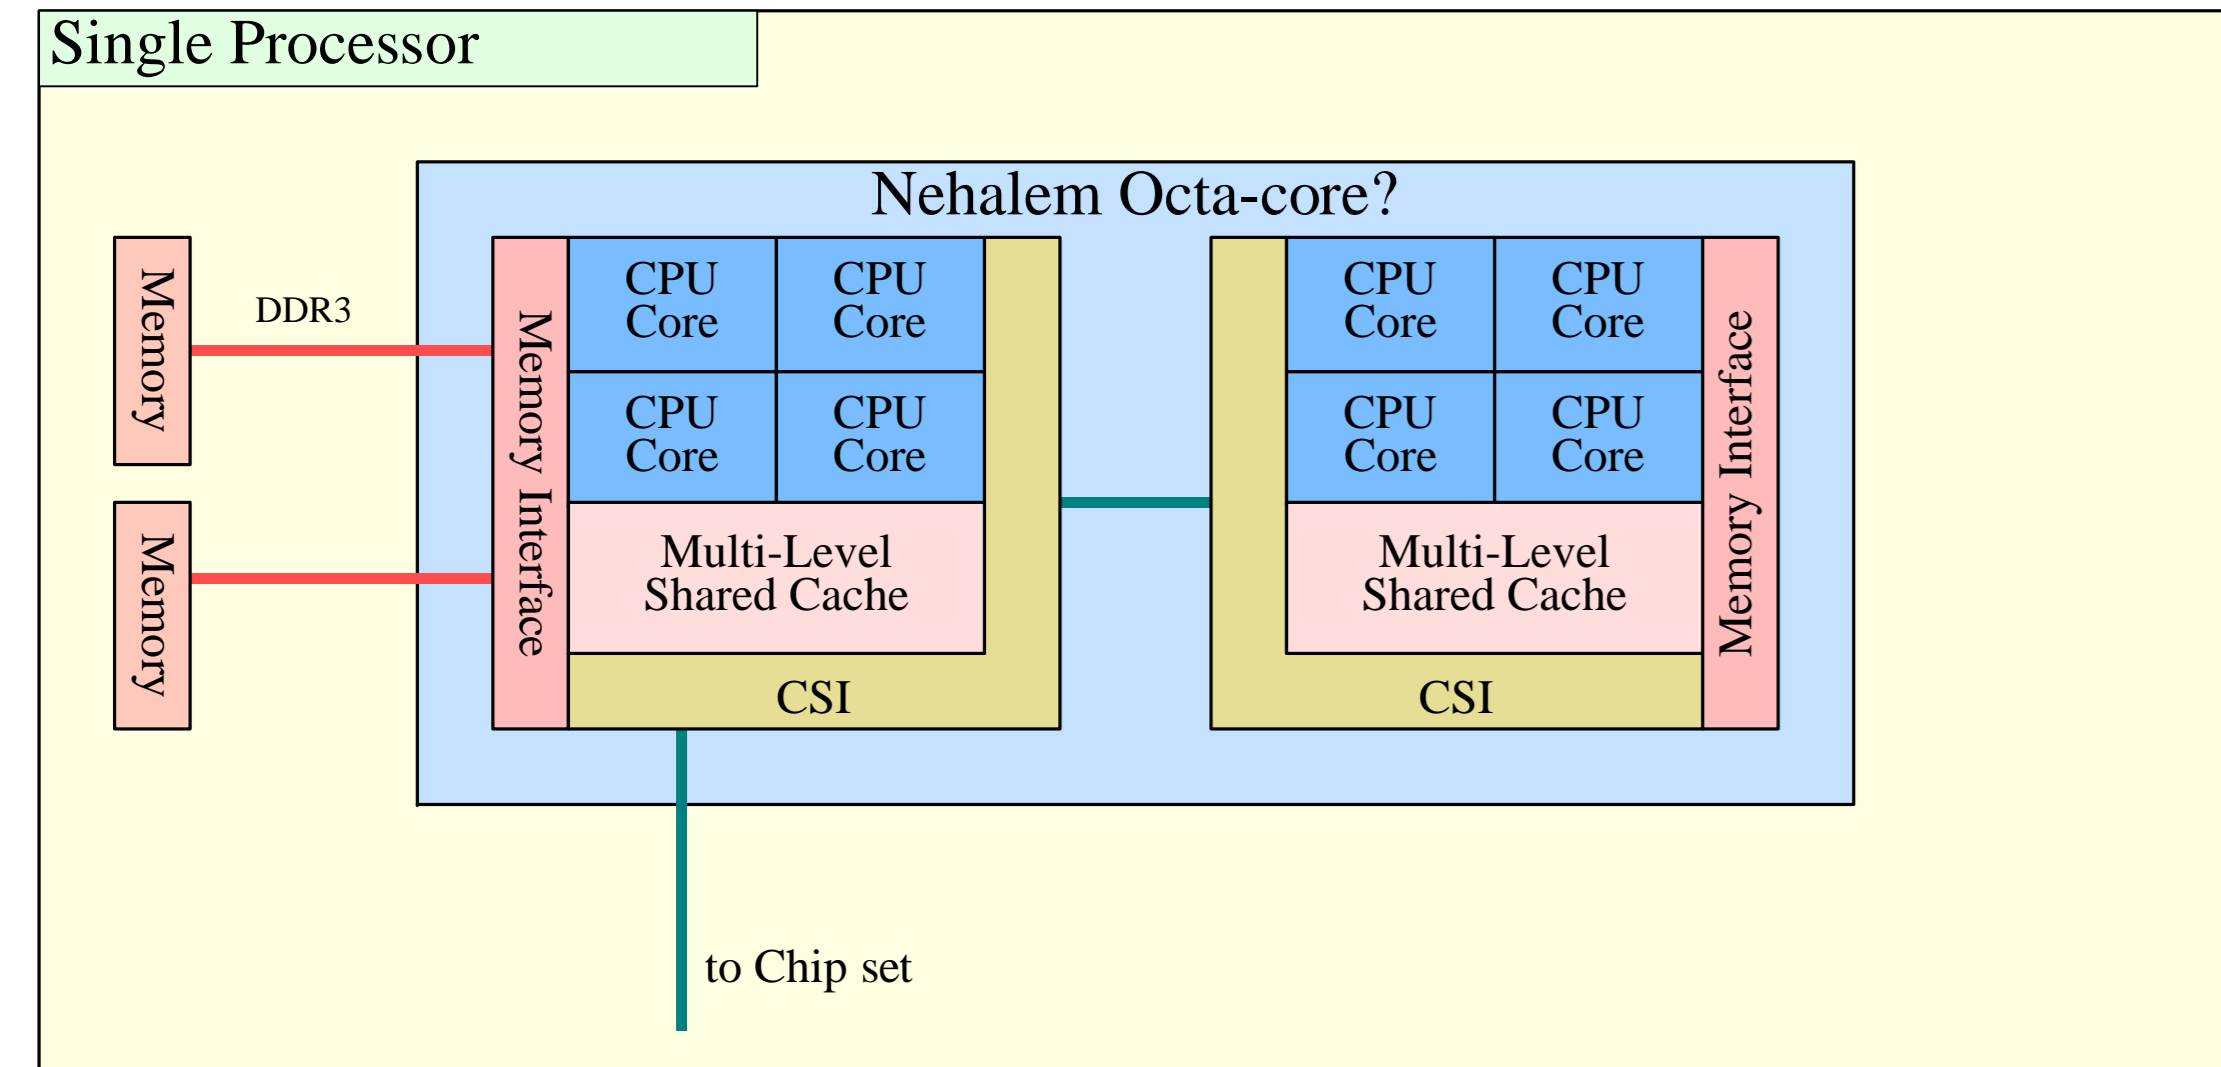 Single Processor
Nehalem Octa-core?
Memory
DDR3
Memory
Memory Interface
CPU
Core
CPU
Core
CPU
Core
CPU
Core
Multi-Level
Shared Cache
CSI
CPU
Core
CPU
Core
CPU
Core
CPU
Core
Multi-Level
Shared Cache
CSI
Memory Interface
to Chip set